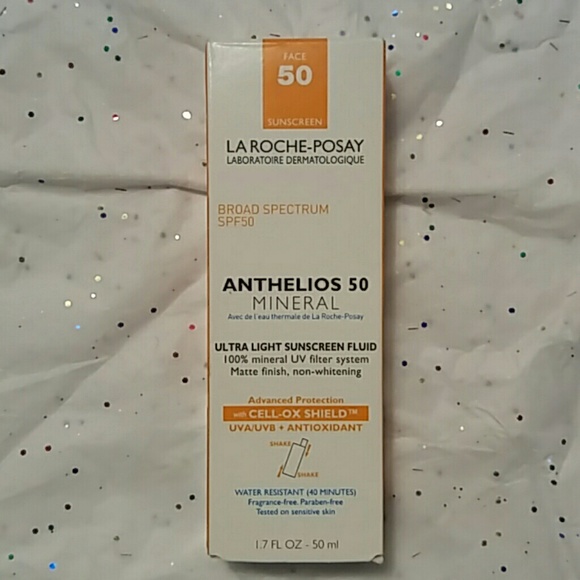 FACE
50
SUNSCREEN
LA ROCHE-POSAY
LABORATOIRE DERMATOLOGIQUE
BROAD SPECTRUM
SPF50
ANTHELIOS 50
MINERAL
Avec de l'eau thermale de La Roche-Posay
ULTRA LIGHT SUNSCREEN FLUID
100% mineral UV filter system
Matte finish, non-whitening
Advanced Protection
with CELL-OX SHIELD™
UVA/UVB + ANTIOXIDANT
SHAKE
SHAKE
WATER RESISTANT (40 MINUTES)
Fragrance-free. Paraben-free
Tested on sensitive skin
1.7 FL OZ - 50 ml